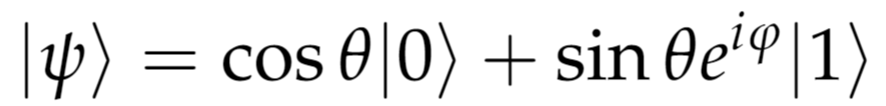 |ψ⟩ = cos θ|0⟩ + sin θe^{iφ}|1⟩